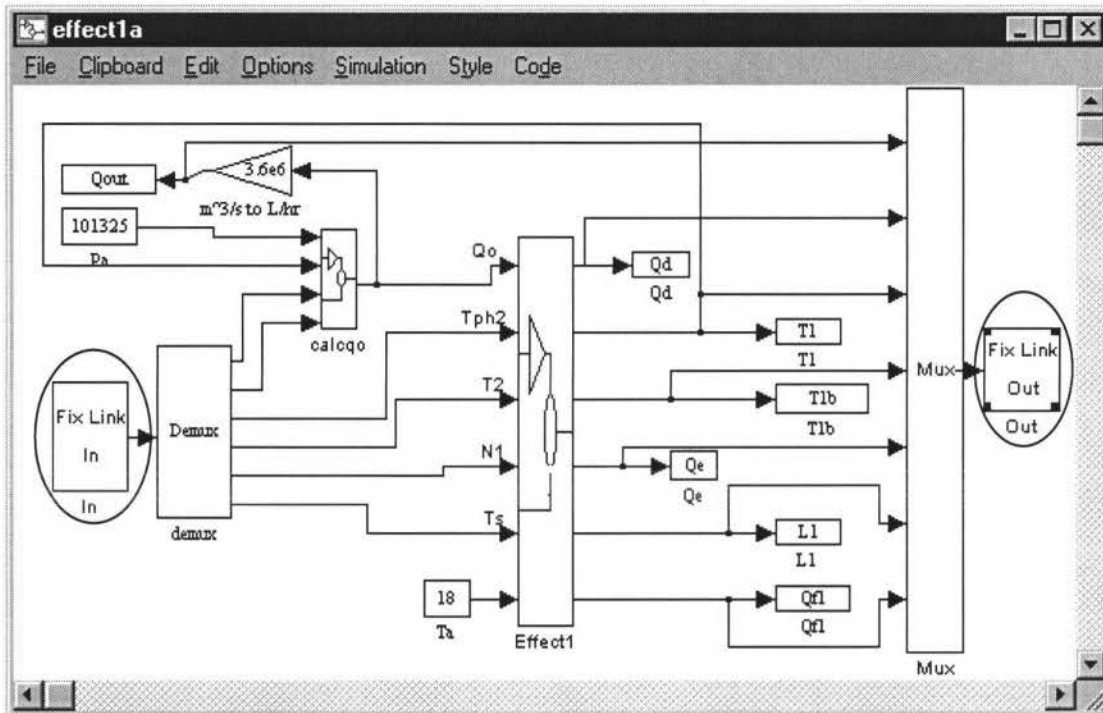 effect1a
File Clipboard Edit Options Simulation Style Code
Qout
3.6e6
m^3/s to L/hr
101325
Pa
calcqo
Fix Link
In
In
Demux
demux
Qo
Tph2
T2
N1
Ts
18
Ta
Effect1
Qd
Qd
T1
T1
T1b
T1b
Qe
Qe
L1
L1
Qf1
Qf1
Mux
Mux
Fix Link
Out
Out